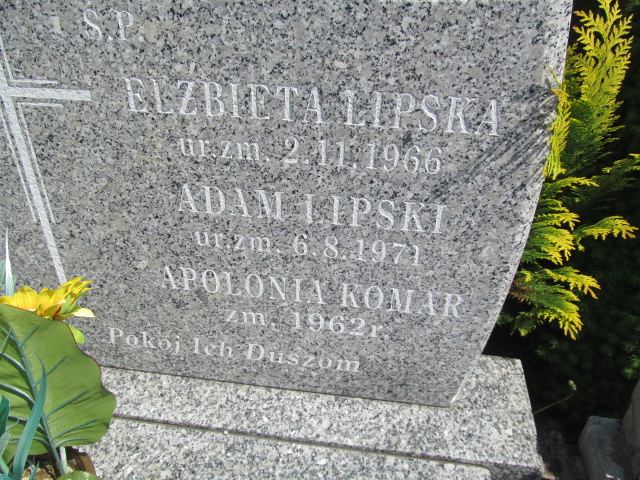 Ś.P.
ELŻBIETA LIPSKA
ur.zm. 2.11.1966
ADAM LIPSKI
ur.zm. 6.8.1971
APOLONIA KOMAR
zm. 1962r.
Pokój Ich Duszom